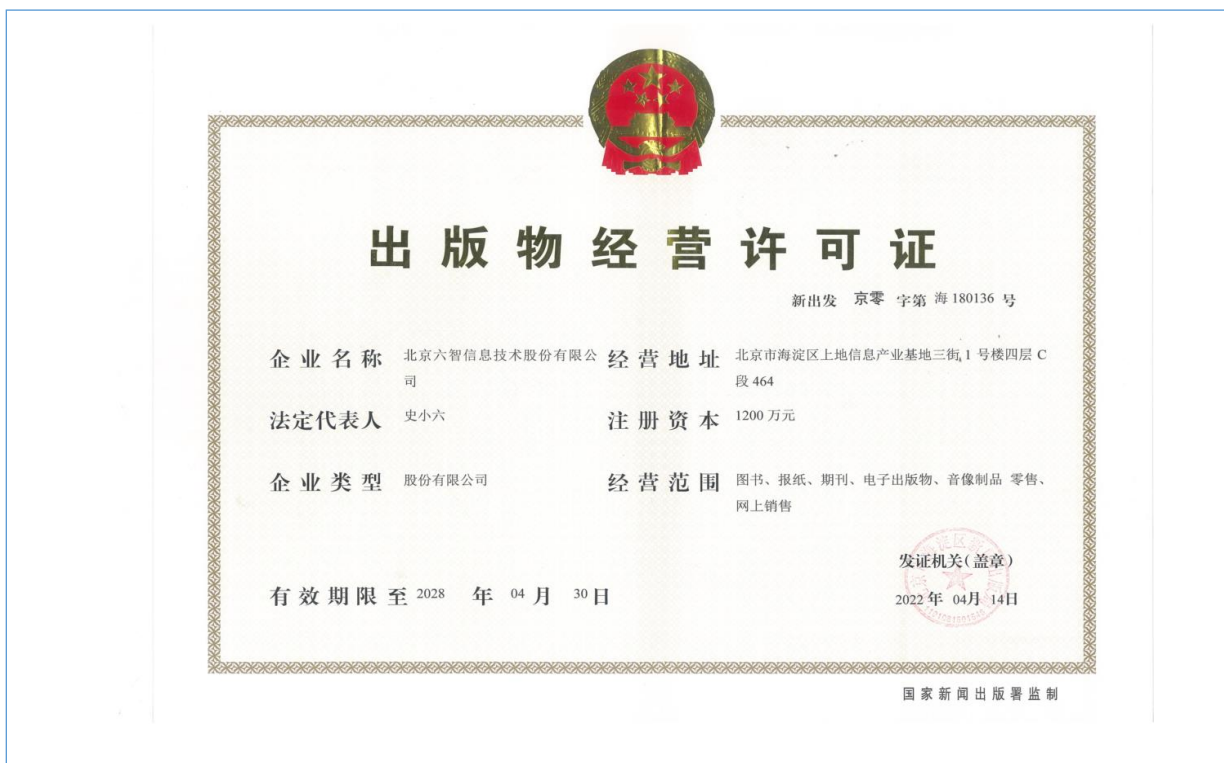 出版物经营许可证
新出发 京零 字第 海 180136 号
企业名称 北京六智信息技术股份有限公司
经营地址 北京市海淀区上地信息产业基地三街 1 号楼四层 C
段 464
法定代表人 史小六
注册资本 1200 万元
企业类型 股份有限公司
经营范围 图书、报纸、期刊、电子出版物、音像制品 零售、
网上销售
发证机关(盖章)
有效期限至 2028 年 04 月 30 日
2022 年 04 月 14 日
国家新闻出版署监制